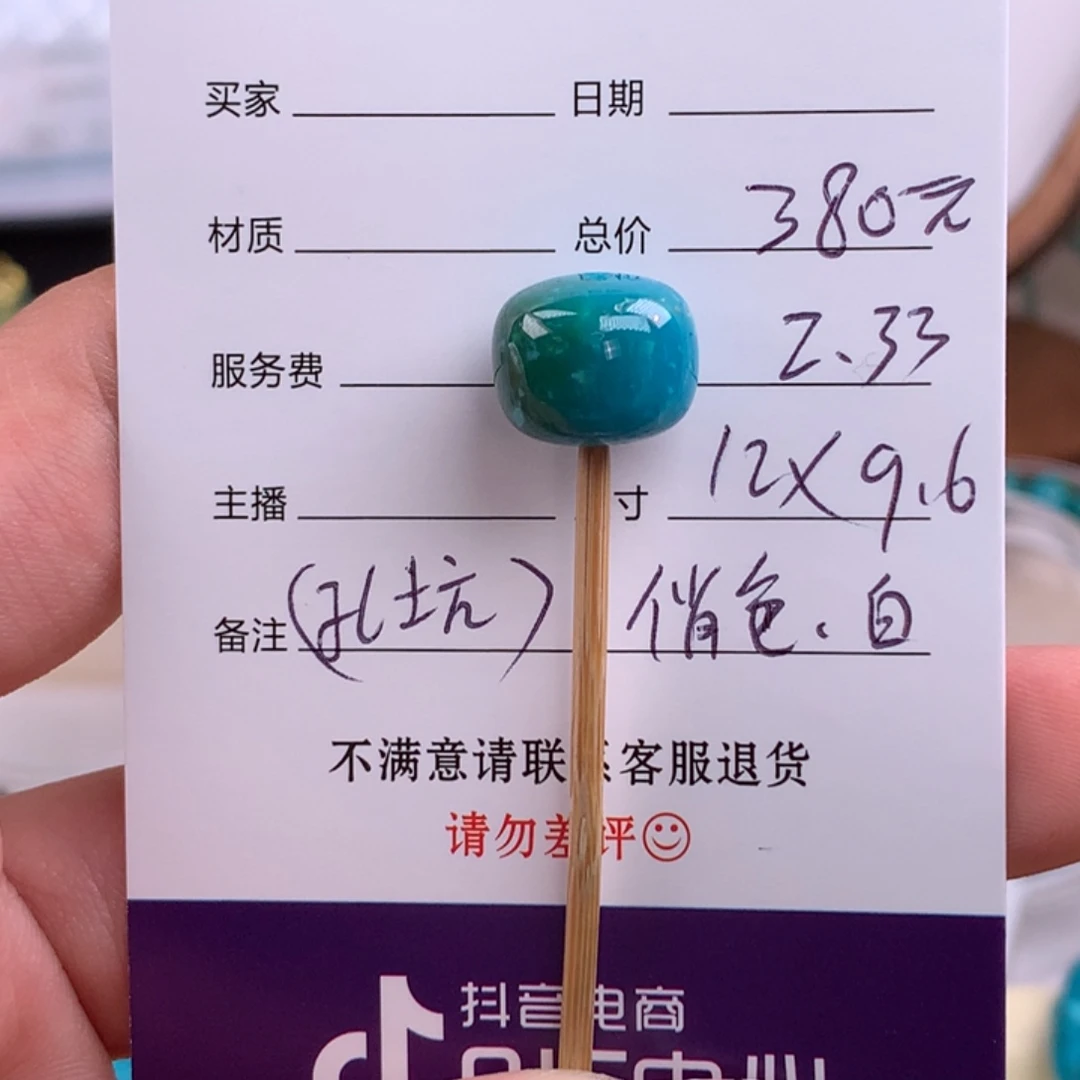 买家 日期
材质 总价 380元
服务费 2.33
主播 寸 12X9.6
备注 (孔坑) 俏色、白
不满意请联系客服退货
请勿差评
抖音电商